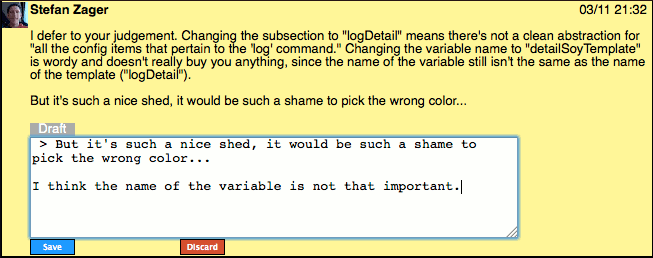 Stefan Zager 03/11 21:32
I defer to your judgement. Changing the subsection to "logDetail" means there's not a clean abstraction for
"all the config items that pertain to the 'log' command." Changing the variable name to "detailSoyTemplate"
is wordy and doesn't really buy you anything, since the name of the variable still isn't the same as the name
of the template ("logDetail").
But it's such a nice shed, it would be such a shame to pick the wrong color...
Draft
> But it's such a nice shed, it would be such a shame to
pick the wrong color...
I think the name of the variable is not that important.
Save Discard